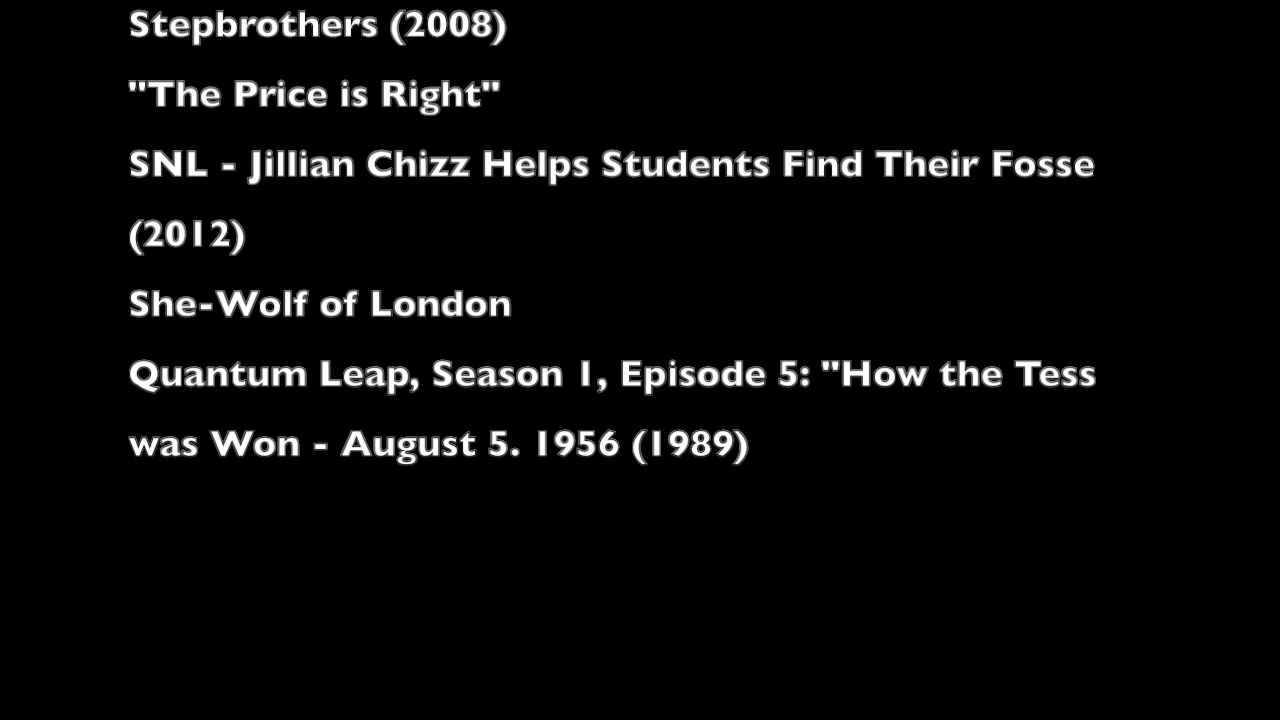 Stepbrothers (2008)
"The Price is Right"
SNL - Jillian Chizz Helps Students Find Their Fosse
(2012)
She-Wolf of London
Quantum Leap, Season 1, Episode 5: "How the Tess
was Won - August 5. 1956 (1989)